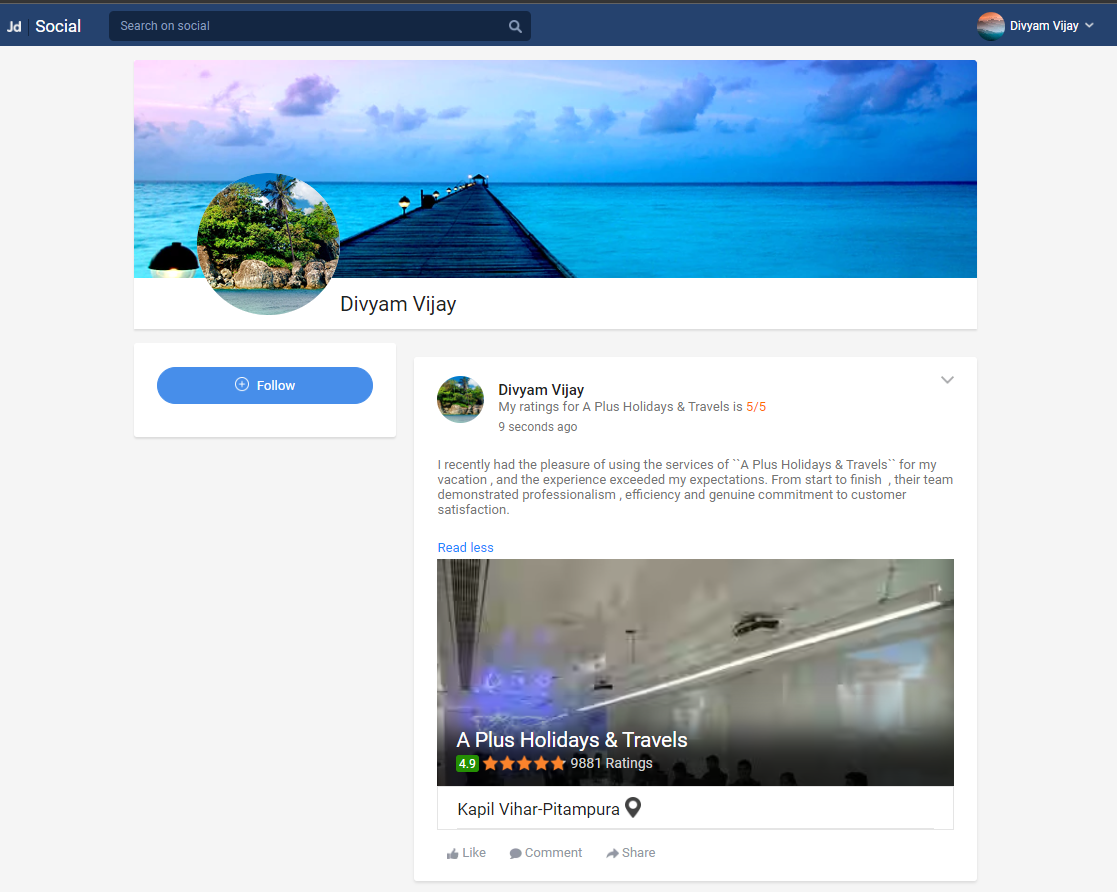 Jd Social
Search on social
Divyam Vijay
Divyam Vijay
Follow
Divyam Vijay
My ratings for A Plus Holidays & Travels is 5/5
9 seconds ago
I recently had the pleasure of using the services of ``A Plus Holidays & Travels`` for my
vacation , and the experience exceeded my expectations. From start to finish  , their team
demonstrated professionalism , efficiency and genuine commitment to customer
satisfaction.
Read less
A Plus Holidays & Travels
4.9 9881 Ratings
Kapil Vihar-Pitampura
Like Comment Share